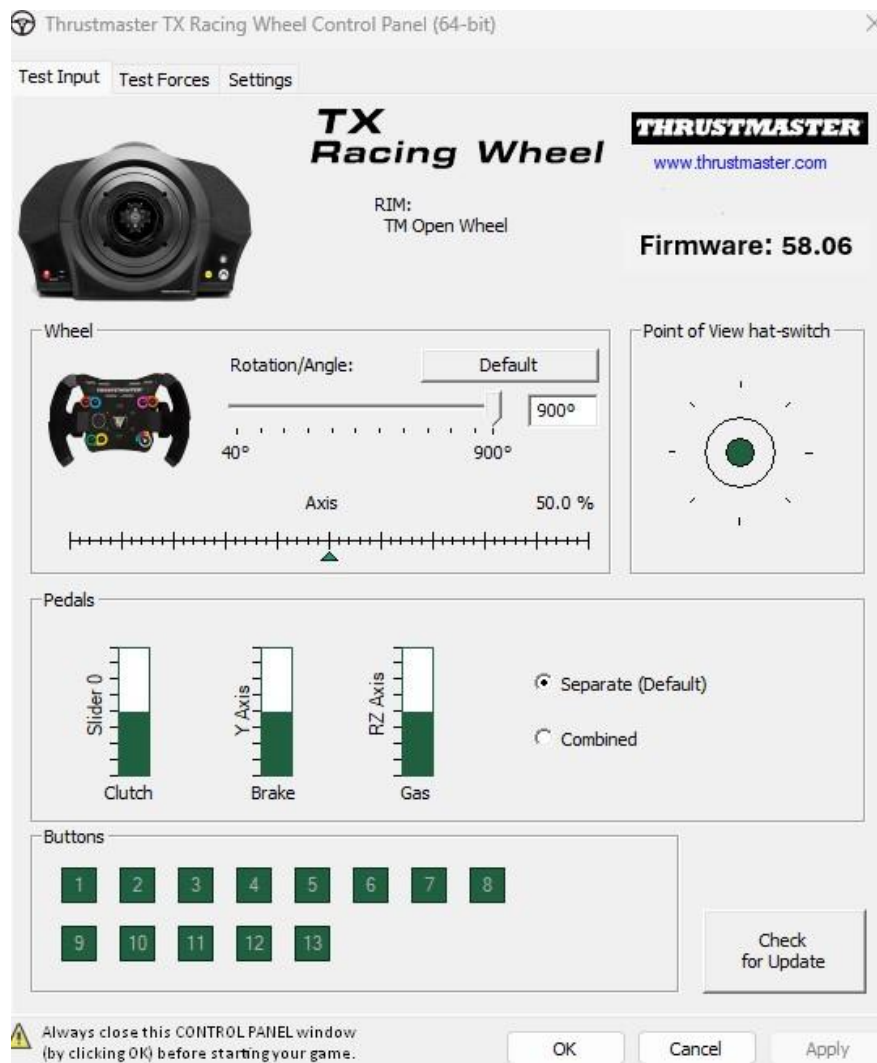 Thrustmaster TX Racing Wheel Control Panel (64-bit)
Test Input Test Forces Settings
TX
Racing Wheel
THRUSTMASTER
www.thrustmaster.com
RIM:
TM Open Wheel
Firmware: 58.06
Wheel
Rotation/Angle:
Default
900°
40°
900°
Axis
50.0 %
Point of View hat-switch
Pedals
Slider 0
Y Axis
RZ Axis
Clutch
Brake
Gas
Separate (Default)
Combined
Buttons
1 2 3 4 5 6 7 8
9 10 11 12 13
Check
for Update
Always close this CONTROL PANEL window
(by clicking OK) before starting your game.
OK
Cancel
Apply